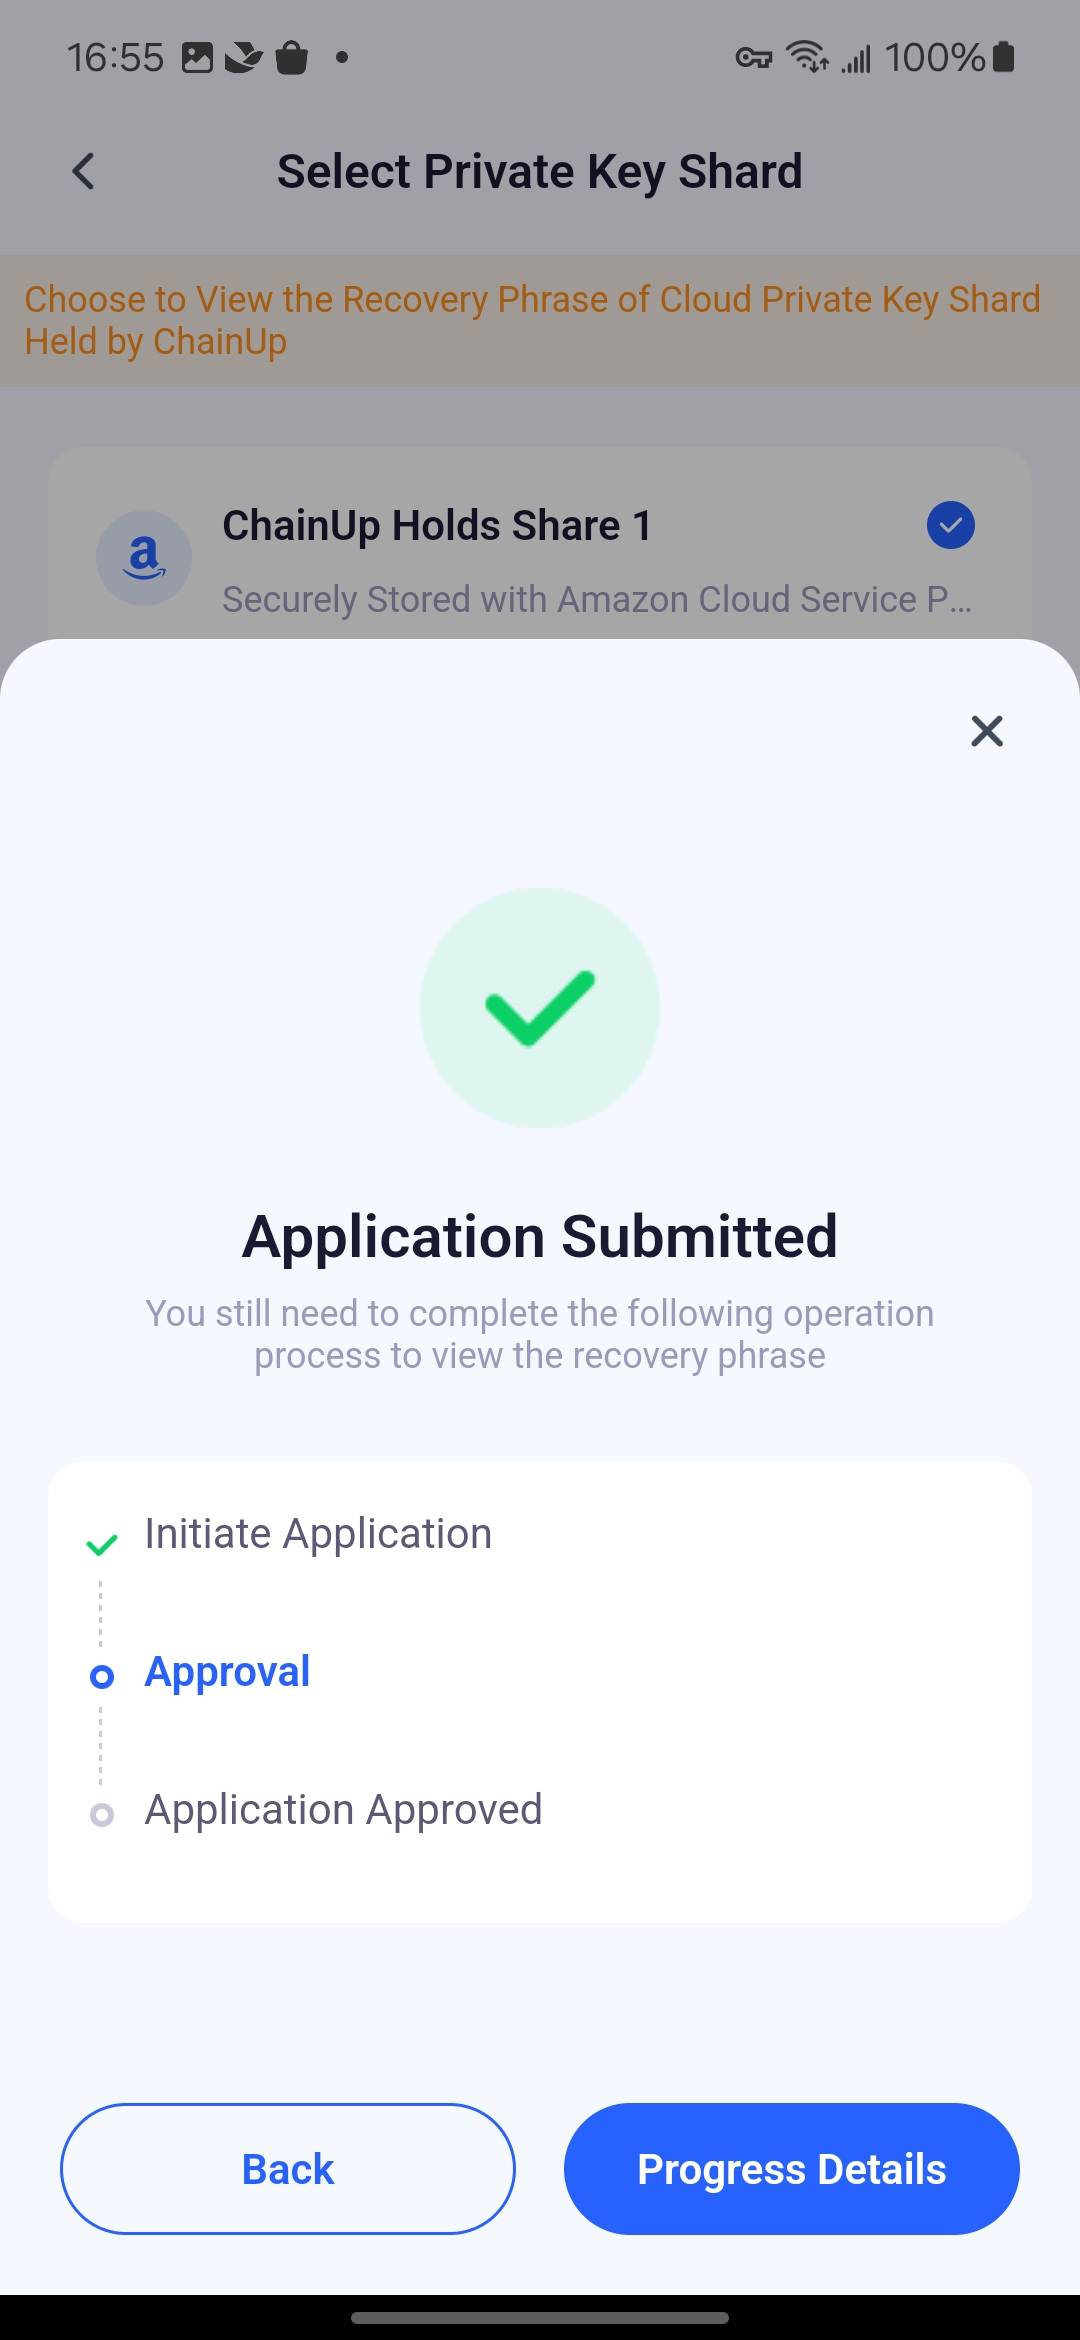 16:55
100%
Select Private Key Shard
Choose to View the Recovery Phrase of Cloud Private Key Shard
Held by ChainUp
ChainUp Holds Share 1
Securely Stored with Amazon Cloud Service P...
Application Submitted
You still need to complete the following operation
process to view the recovery phrase
Initiate Application
Approval
Application Approved
Back
Progress Details